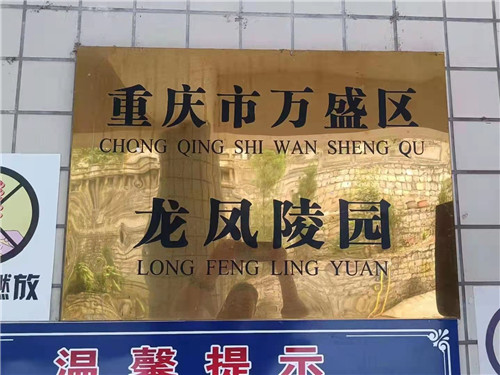 重庆市万盛区
CHONG QING SHI WAN SHENG QU
龙凤陵园
LONG FENG LING YUAN
燃放
温馨提示